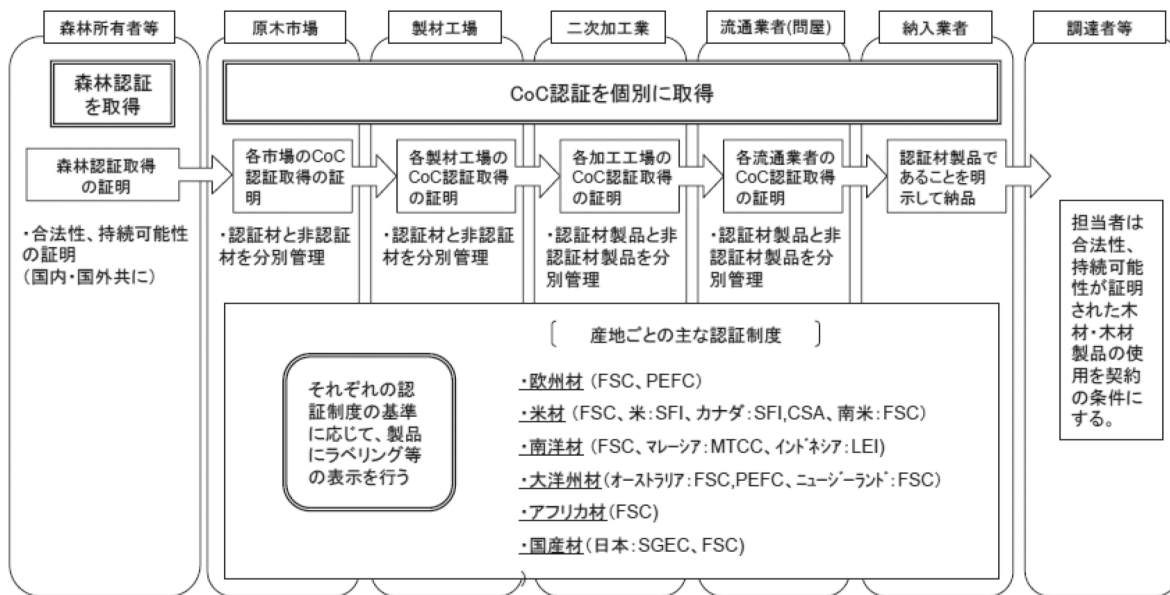 森林所有者等
原木市場
製材工場
二次加工業
流通業者(問屋)
納入業者
調達者等
森林認証
を取得
CoC認証を個別に取得
森林認証取得
の証明
各市場のCoC
認証取得の証
明
各製材工場の
CoC認証取得
の証明
各加工工場の
CoC認証取得
の証明
各流通業者の
CoC認証取得
の証明
認証材製品で
あることを明
示して納品
・合法性、持続可能性
の証明
(国内・国外共に)
・認証材と非認証
材を分別管理
・認証材と非認証
材を分別管理
・認証材製品と非
認証材製品を分
別管理
・認証材製品と非
認証材製品を分
別管理
担当者は
合法性、
持続可能
性が証明
された木
材・木材
製品の使
用を契約
の条件に
する。
それぞれの認
証制度の基準
に応じて、製品
にラベリング等
の表示を行う
〔 産地ごとの主な認証制度 〕
・欧州材 (FSC、PEFC)
・米材 (FSC、米:SFI、カナダ:SFI,CSA、南米:FSC)
・南洋材 (FSC、マレーシア:MTCC、インドネシア:LEI)
・大洋州材(オーストラリア:FSC,PEFC、ニュージーランド:FSC)
・アフリカ材(FSC)
・国産材(日本:SGEC、FSC)
)